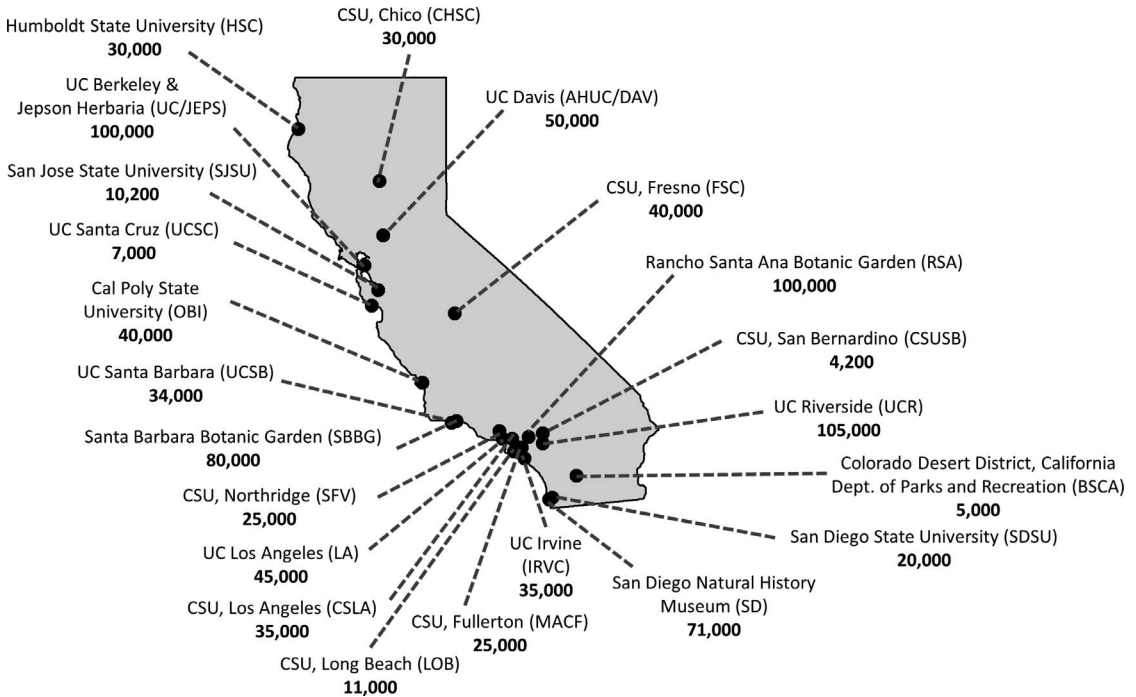 Humboldt State University (HSC)
30,000
CSU, Chico (CHSC)
30,000
UC Berkeley &
Jepson Herbaria (UC/JEPS)
100,000
UC Davis (AHUC/DAV)
50,000
San Jose State University (SJSU)
10,200
CSU, Fresno (FSC)
40,000
UC Santa Cruz (UCSC)
7,000
Rancho Santa Ana Botanic Garden (RSA)
100,000
Cal Poly State
University (OBI)
40,000
CSU, San Bernardino (CSUSB)
4,200
UC Santa Barbara (UCSB)
34,000
UC Riverside (UCR)
105,000
Santa Barbara Botanic Garden (SBBG)
80,000
Colorado Desert District, California
Dept. of Parks and Recreation (BSCA)
5,000
CSU, Northridge (SFV)
25,000
San Diego State University (SDSU)
20,000
UC Los Angeles (LA)
45,000
UC Irvine
(IRVC)
35,000
San Diego Natural History
Museum (SD)
71,000
CSU, Los Angeles (CSLA)
35,000
CSU, Fullerton (MACF)
25,000
CSU, Long Beach (LOB)
11,000